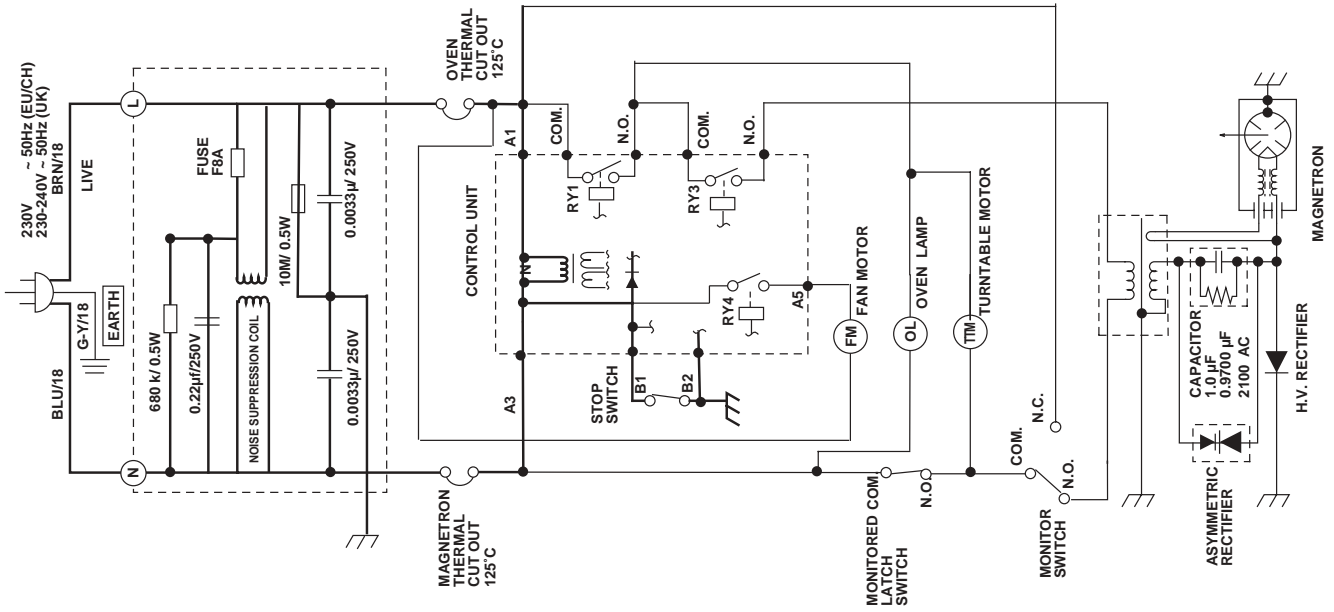 230V ~ 50Hz (EU/CH)
230-240V ~ 50Hz (UK)
BRN/18
LIVE
G-Y/18
EARTH
BLU/18
L
N
FUSE
F8A
680 k/ 0.5W
0.22µf/250V
NOISE SUPPRESSION COIL
10M/ 0.5W
0.0033µ/ 250V
0.0033µ/ 250V
OVEN
THERMAL
CUT OUT
125˚C
MAGNETRON
THERMAL
CUT OUT
125˚C
A1
A3
CONTROL UNIT
COM.
RY1
N.O.
COM.
RY3
N.O.
N
RY4
A5
STOP
SWITCH
B1
B2
FM
FAN MOTOR
OL
OVEN LAMP
TTM
TURNTABLE MOTOR
MONITORED COM.
LATCH
SWITCH
N.O.
COM.
N.C.
N.O.
MONITOR
SWITCH
CAPACITOR
1.0 µF
0.9700 µF
2100 AC
ASYMMETRIC
RECTIFIER
H.V. RECTIFIER
MAGNETRON